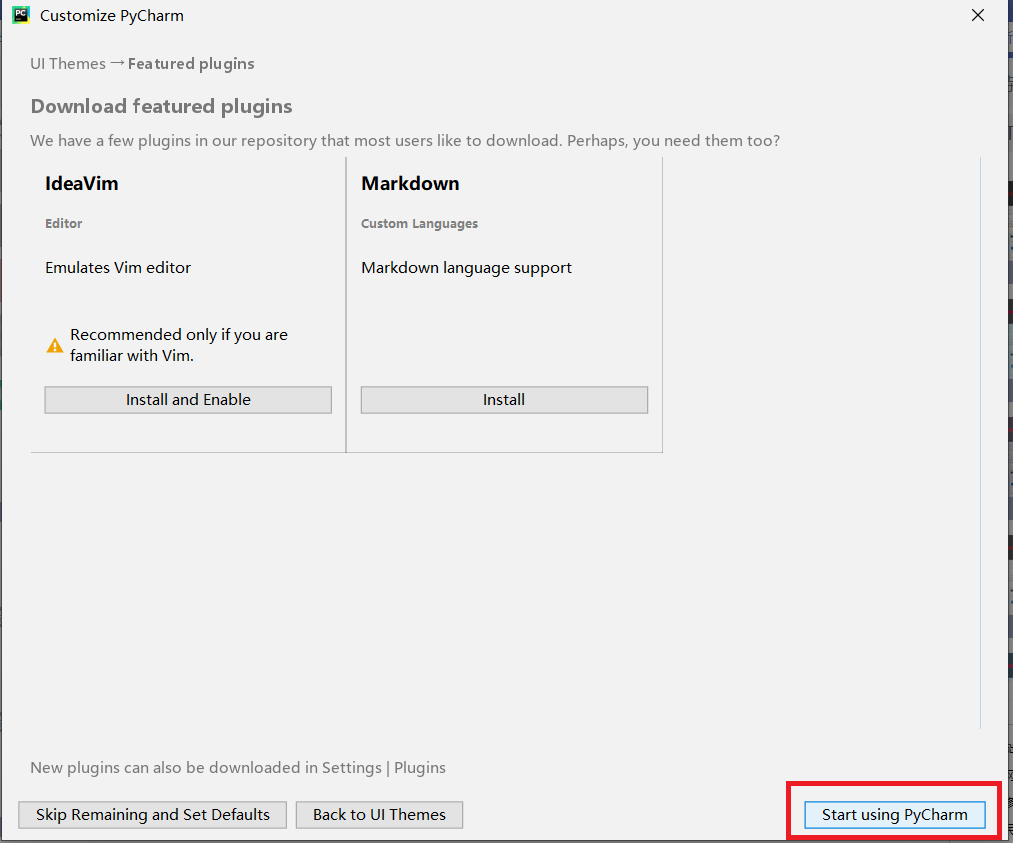 PC
Customize PyCharm
UI Themes → Featured plugins
Download featured plugins
We have a few plugins in our repository that most users like to download. Perhaps, you need them too?
IdeaVim
Editor
Emulates Vim editor
Recommended only if you are
familiar with Vim.
Install and Enable
Markdown
Custom Languages
Markdown language support
Install
New plugins can also be downloaded in Settings | Plugins
Skip Remaining and Set Defaults
Back to UI Themes
Start using PyCharm